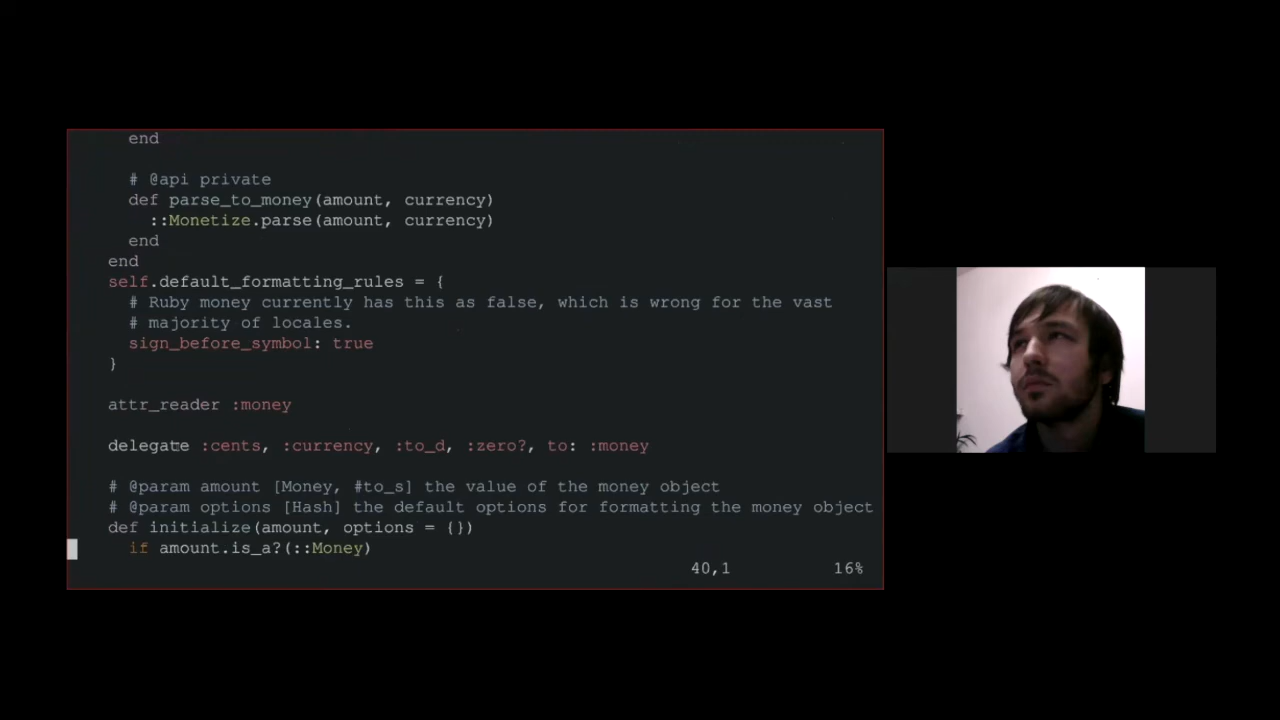 end
# @api private
def parse_to_money(amount, currency)
::Monetize.parse(amount, currency)
end
end
self.default_formatting_rules = {
# Ruby money currently has this as false, which is wrong for the vast
# majority of locales.
sign_before_symbol: true
}
attr_reader :money
delegate :cents, :currency, :to_d, :zero?, to: :money
# @param amount [Money, #to_s] the value of the money object
# @param options [Hash] the default options for formatting the money object
def initialize(amount, options = {})
if amount.is_a?(::Money)
40,1 16%